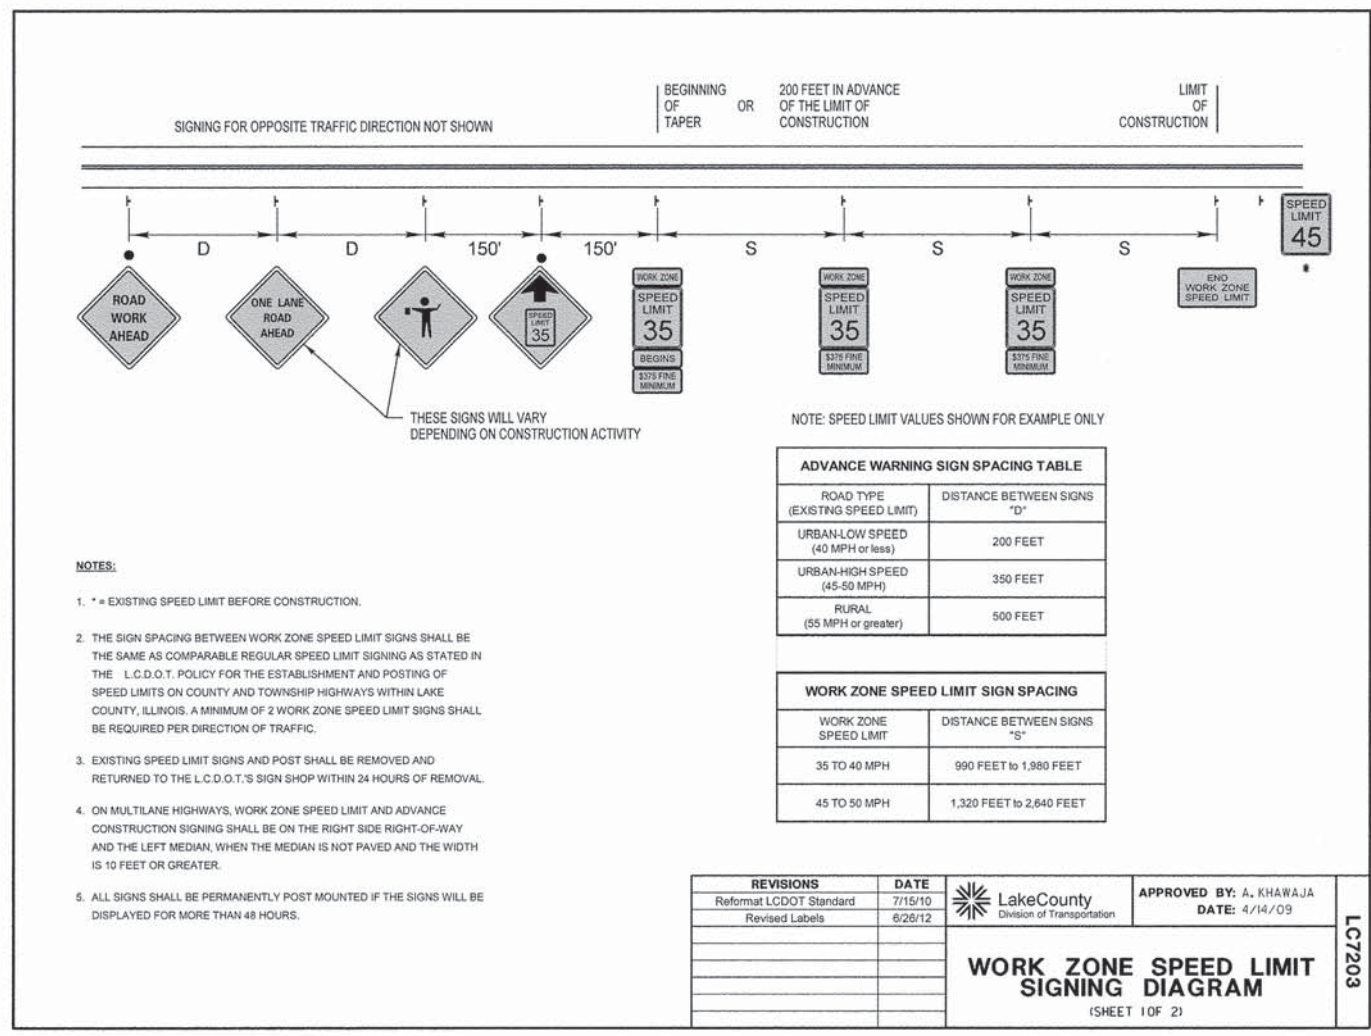 SIGNING FOR OPPOSITE TRAFFIC DIRECTION NOT SHOWN
BEGINNING
OF
TAPER
OR
200 FEET IN ADVANCE
OF THE LIMIT OF
CONSTRUCTION
LIMIT
OF
CONSTRUCTION
D
D
150'
150'
S
S
S
SPEED
LIMIT
45
*
ROAD
WORK
AHEAD
ONE LANE
ROAD
AHEAD
SPEED
LIMIT
35
WORK ZONE
SPEED
LIMIT
35
BEGINS
$375 FINE
MINIMUM
WORK ZONE
SPEED
LIMIT
35
$375 FINE
MINIMUM
WORK ZONE
SPEED
LIMIT
35
$375 FINE
MINIMUM
END
WORK ZONE
SPEED LIMIT
THESE SIGNS WILL VARY
DEPENDING ON CONSTRUCTION ACTIVITY
NOTE: SPEED LIMIT VALUES SHOWN FOR EXAMPLE ONLY
ADVANCE WARNING SIGN SPACING TABLE
ROAD TYPE
(EXISTING SPEED LIMIT)
DISTANCE BETWEEN SIGNS
"D"
URBAN-LOW SPEED
(40 MPH or less)
200 FEET
URBAN-HIGH SPEED
(45-50 MPH)
350 FEET
RURAL
(55 MPH or greater)
500 FEET
WORK ZONE SPEED LIMIT SIGN SPACING
WORK ZONE
SPEED LIMIT
DISTANCE BETWEEN SIGNS
"S"
35 TO 40 MPH
990 FEET to 1,980 FEET
45 TO 50 MPH
1,320 FEET to 2,640 FEET
NOTES:
1. * = EXISTING SPEED LIMIT BEFORE CONSTRUCTION.
2. THE SIGN SPACING BETWEEN WORK ZONE SPEED LIMIT SIGNS SHALL BE
THE SAME AS COMPARABLE REGULAR SPEED LIMIT SIGNING AS STATED IN
THE L.C.D.O.T. POLICY FOR THE ESTABLISHMENT AND POSTING OF
SPEED LIMITS ON COUNTY AND TOWNSHIP HIGHWAYS WITHIN LAKE
COUNTY, ILLINOIS. A MINIMUM OF 2 WORK ZONE SPEED LIMIT SIGNS SHALL
BE REQUIRED PER DIRECTION OF TRAFFIC.
3. EXISTING SPEED LIMIT SIGNS AND POST SHALL BE REMOVED AND
RETURNED TO THE L.C.D.O.T.'S SIGN SHOP WITHIN 24 HOURS OF REMOVAL.
4. ON MULTILANE HIGHWAYS, WORK ZONE SPEED LIMIT AND ADVANCE
CONSTRUCTION SIGNING SHALL BE ON THE RIGHT SIDE RIGHT-OF-WAY
AND THE LEFT MEDIAN, WHEN THE MEDIAN IS NOT PAVED AND THE WIDTH
IS 10 FEET OR GREATER.
5. ALL SIGNS SHALL BE PERMANENTLY POST MOUNTED IF THE SIGNS WILL BE
DISPLAYED FOR MORE THAN 48 HOURS.
REVISIONS DATE
Reformat LCDOT Standard 7/15/10
Revised Labels 6/26/12
LakeCounty
Division of Transportation
APPROVED BY: A. KHAWAJA
DATE: 4/14/09
WORK ZONE SPEED LIMIT
SIGNING DIAGRAM
(SHEET 1 OF 2)
LC7203